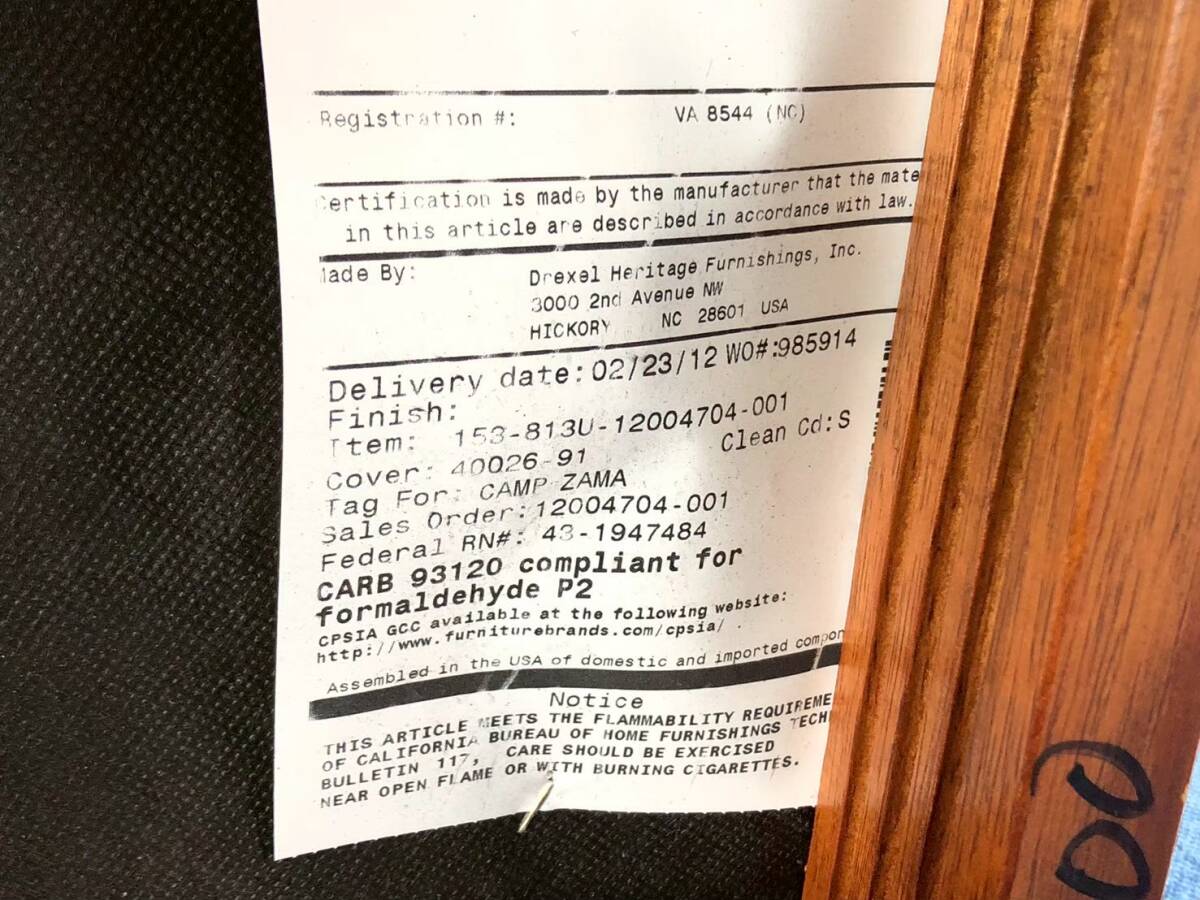 Registration #: VA 8544 (NC)
Certification is made by the manufacturer that the mate
in this article are described in accordance with law.
Made By: Drexel Heritage Furnishings, Inc.
3000 2nd Avenue NW
HICKORY NC 28601 USA
Delivery date: 02/23/12 WO#:985914
Finish:
Item: 153-813U-12004704-001
Cover: 40026-91 Clean Cd:S
Tag For: CAMP ZAMA
Sales Order:12004704-001
Federal RN#: 43-1947484
CARB 93120 compliant for
formaldehyde P2
CPSIA GCC available at the following website:
http://www.furniturebrands.com/cpsia/ .
Assembled in the USA of domestic and imported compon
Notice
THIS ARTICLE MEETS THE FLAMMABILITY REQUIREME
OF CALIFORNIA BUREAU OF HOME FURNISHINGS TECH
BULLETIN 117, CARE SHOULD BE EXERCISED
NEAR OPEN FLAME OR WITH BURNING CIGARETTES.